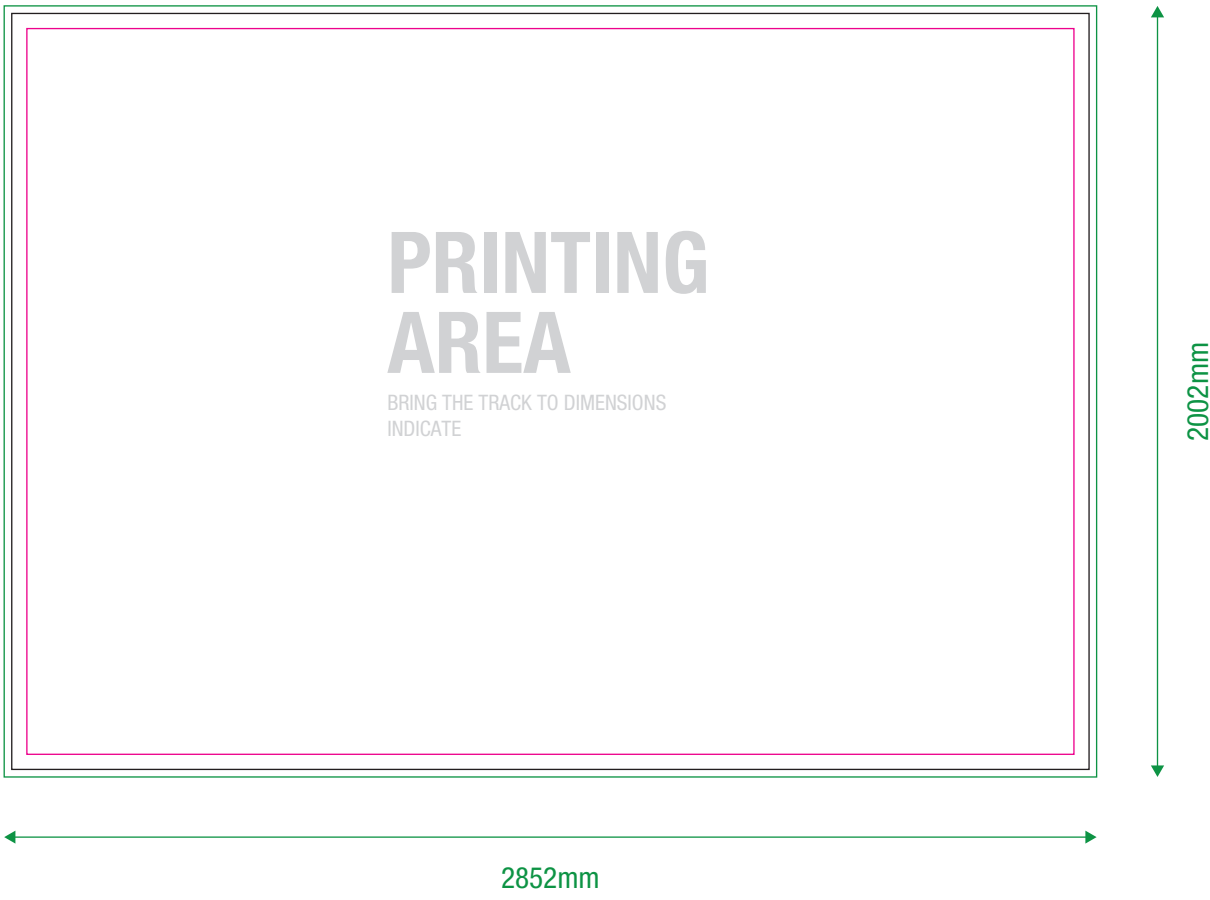 PRINTING
AREA
BRING THE TRACK TO DIMENSIONS
INDICATE
2002mm
2852mm